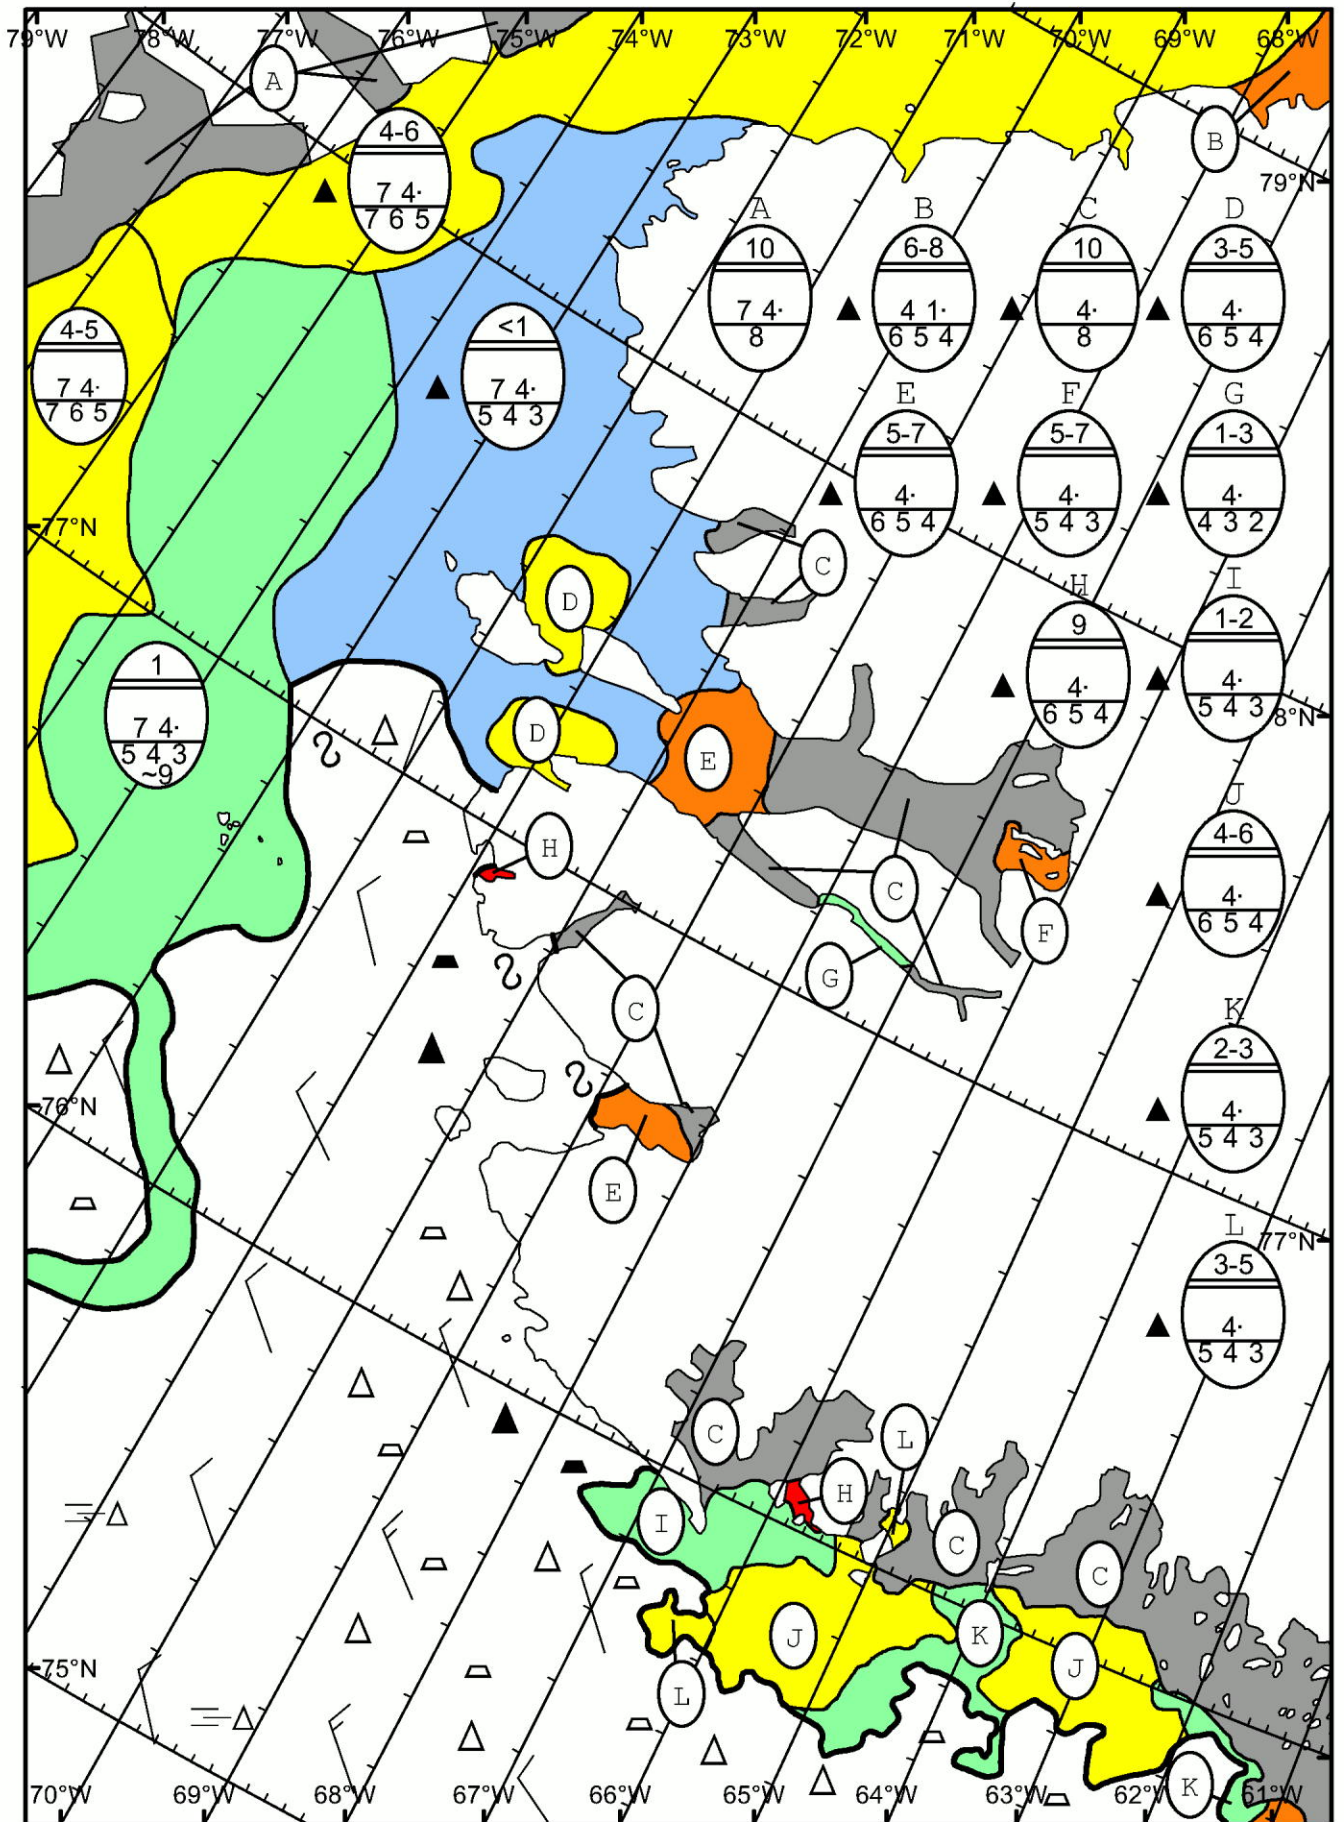 79°W 78°W 77°W 76°W 75°W 74°W 73°W 72°W 71°W 70°W 69°W 68°W
A
B
4-6
7 4·
7 6 5
79°N
A B C D
10 6-8 10 3-5
7 4· 4 1· 4· 4·
8 6 5 4 8 6 5 4
4-5
7 4·
7 6 5
<1
7 4·
5 4 3
E F G
5-7 5-7 1-3
4· 4· 4·
6 5 4 5 4 3 4 3 2
77°N
C
D
H I
9 1-2
4· 4·
6 5 4 5 4 3
8°N
1
7 4·
5 4 3
~9
D
E
H
J
4-6
4·
6 5 4
C
F
G
C
K
2-3
4·
5 4 3
76°N
E
L
77°N
3-5
4·
5 4 3
C
L
H
I
C
C
J
K
J
75°N
L
K
70°W 69°W 68°W 67°W 66°W 65°W 64°W 63°W 62°W 61°W